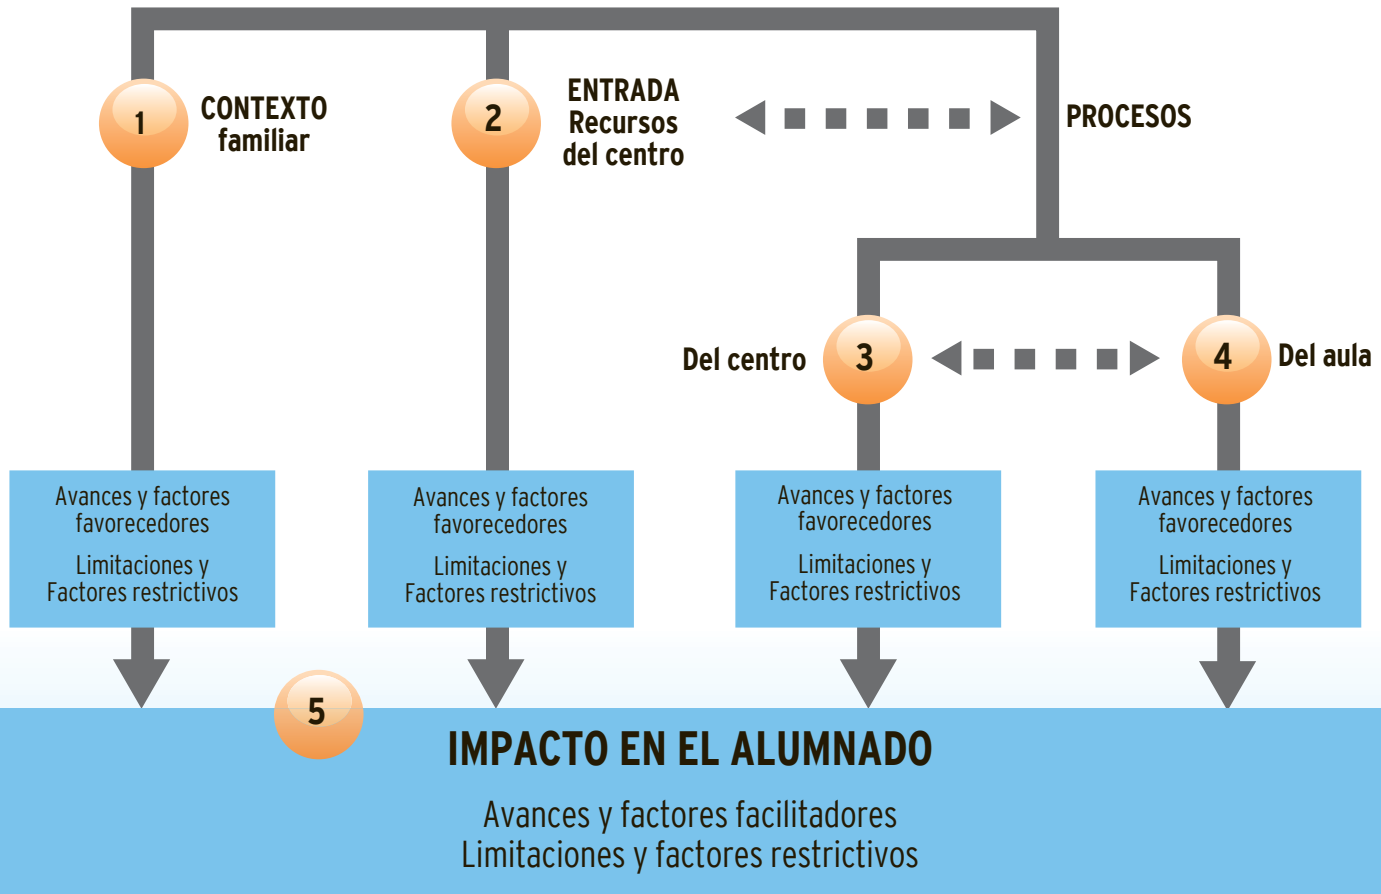 1
CONTEXTO
familiar
2
ENTRADA
Recursos
del centro
PROCESOS
Del centro
3
4
Del aula
Avances y factores
favorecedores
Limitaciones y
Factores restrictivos
Avances y factores
favorecedores
Limitaciones y
Factores restrictivos
Avances y factores
favorecedores
Limitaciones y
Factores restrictivos
Avances y factores
favorecedores
Limitaciones y
Factores restrictivos
5
IMPACTO EN EL ALUMNADO
Avances y factores facilitadores
Limitaciones y factores restrictivos